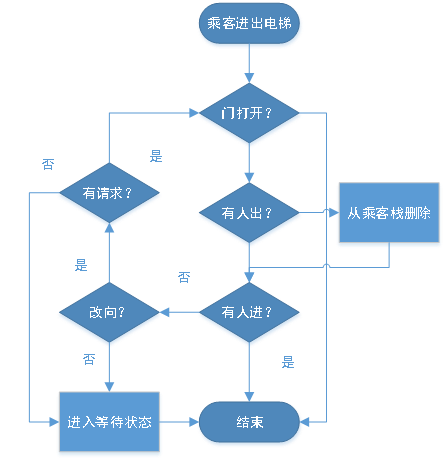 乘客进出电梯
门打开?
否
是
有请求?
有人出?
从乘客栈删除
是
否
改向?
有人进?
否
是
进入等待状态
结束